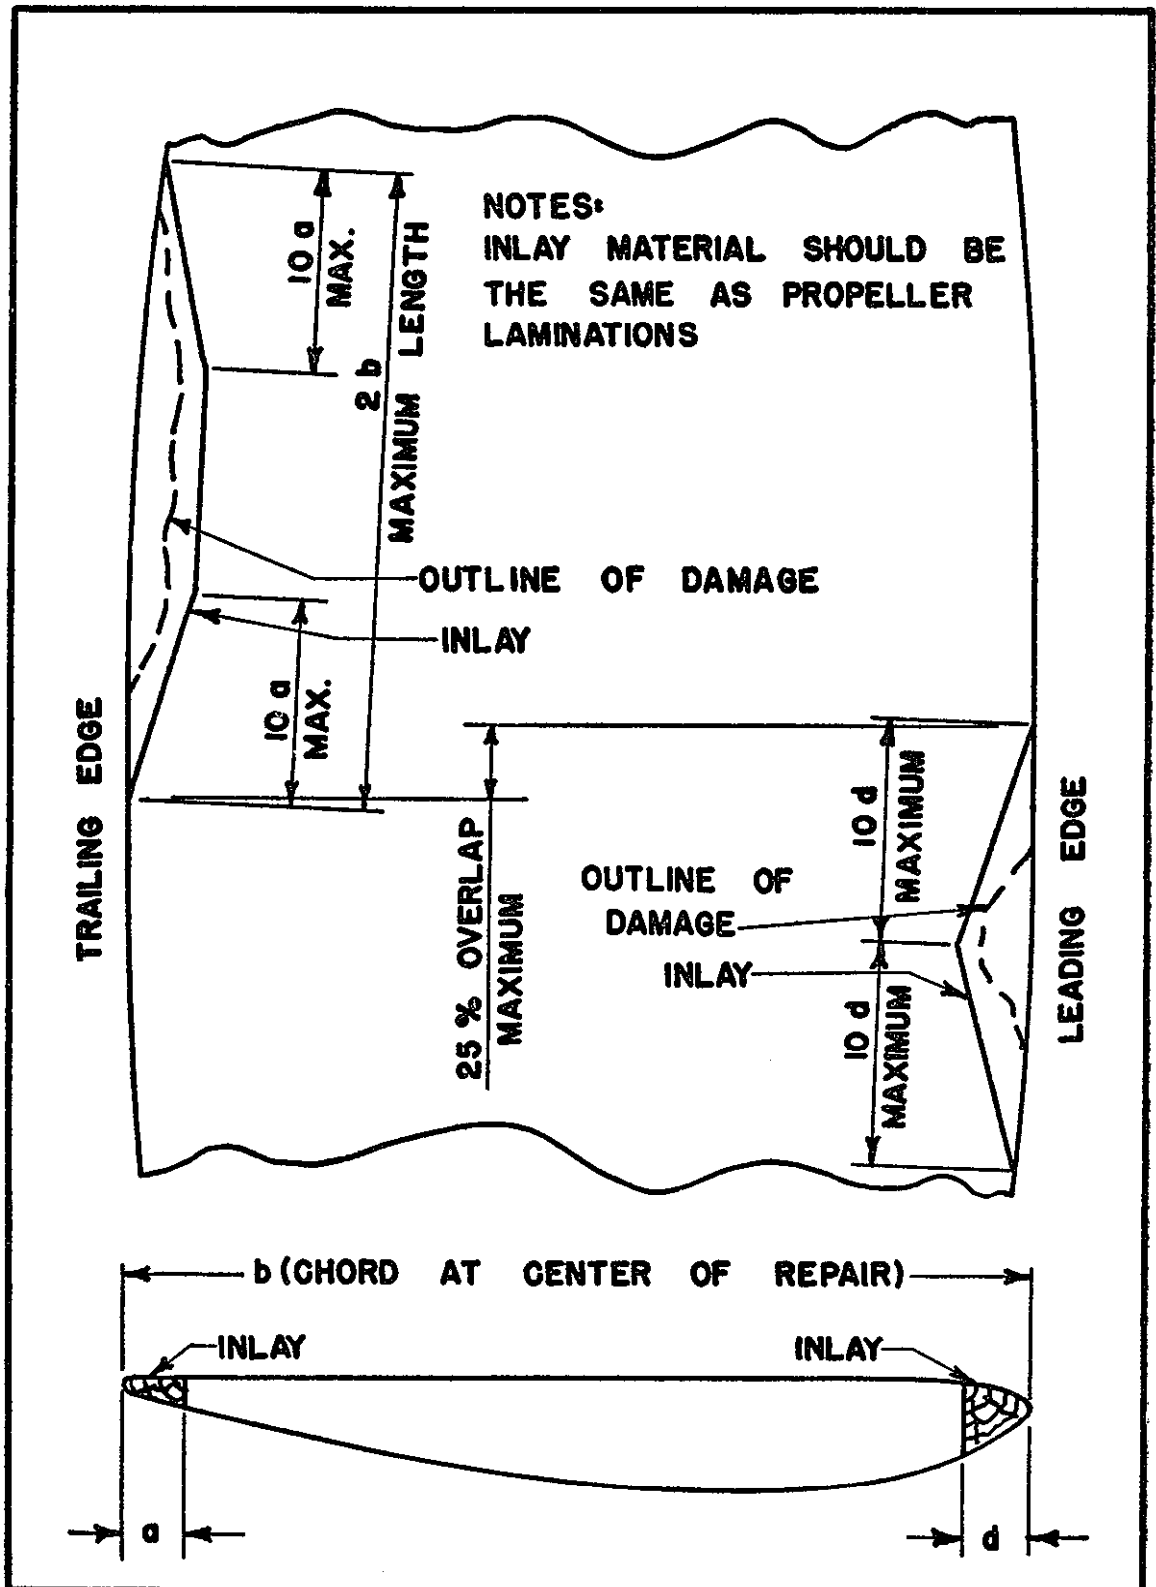 NOTES:
INLAY MATERIAL SHOULD BE
THE SAME AS PROPELLER
LAMINATIONS
10 a
MAX.
2 b
MAXIMUM LENGTH
OUTLINE OF DAMAGE
INLAY
10 a
MAX.
TRAILING EDGE
25 % OVERLAP
MAXIMUM
10 d
MAXIMUM
OUTLINE OF
DAMAGE
INLAY
10 d
MAXIMUM
LEADING EDGE
b (CHORD AT CENTER OF REPAIR)
INLAY
INLAY
a
d